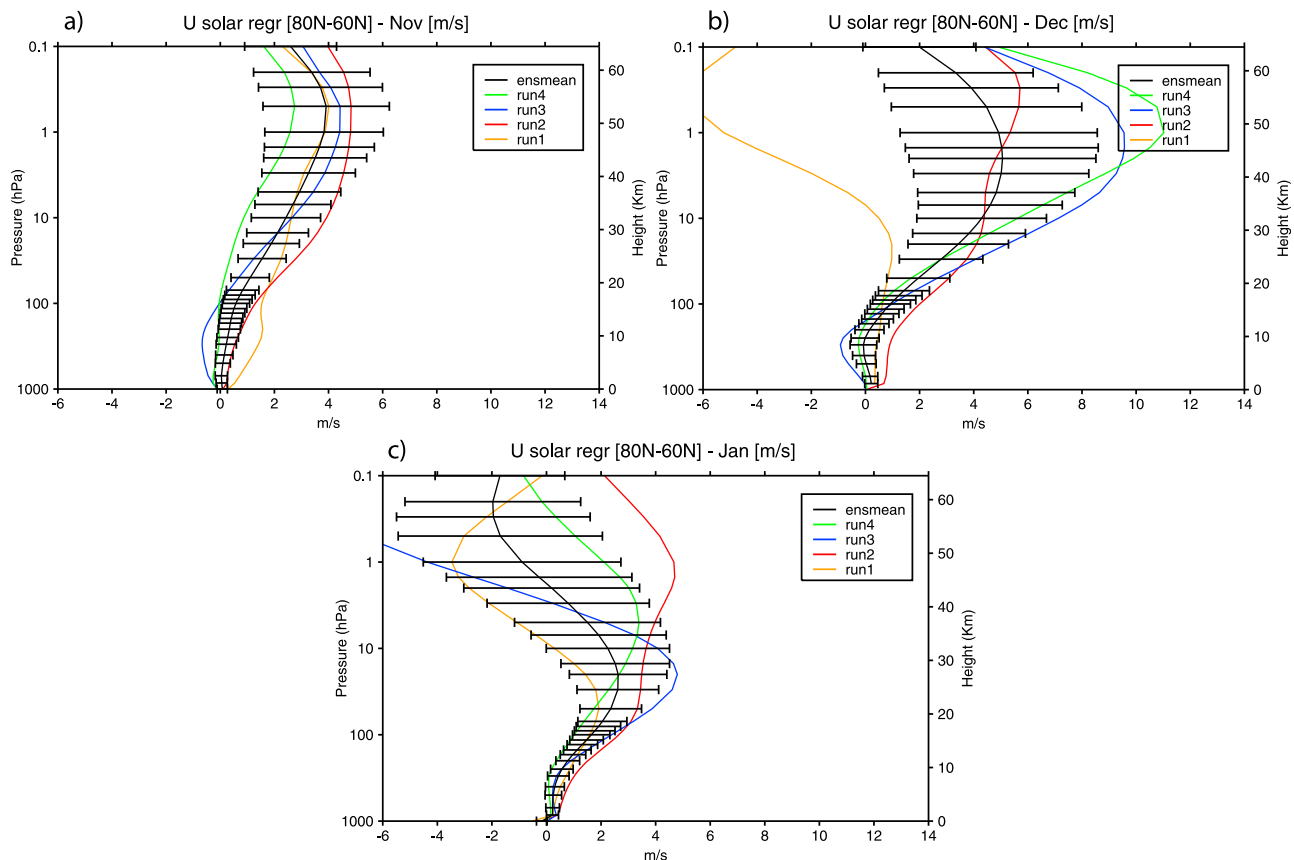 a)
U solar regr [80N-60N] - Nov [m/s]
0.1
1
10
100
1000
Pressure (hPa)
60
50
40
30
20
10
0
Height (Km)
ensmean
run4
run3
run2
run1
-6 -4 -2 0 2 4 6 8 10 12 14
m/s
b)
U solar regr [80N-60N] - Dec [m/s]
0.1
1
10
100
1000
Pressure (hPa)
60
50
40
30
20
10
0
Height (Km)
ensmean
run4
run3
run2
run1
-6 -4 -2 0 2 4 6 8 10 12 14
m/s
c)
U solar regr [80N-60N] - Jan [m/s]
0.1
1
10
100
1000
Pressure (hPa)
60
50
40
30
20
10
0
Height (Km)
ensmean
run4
run3
run2
run1
-6 -4 -2 0 2 4 6 8 10 12 14
m/s